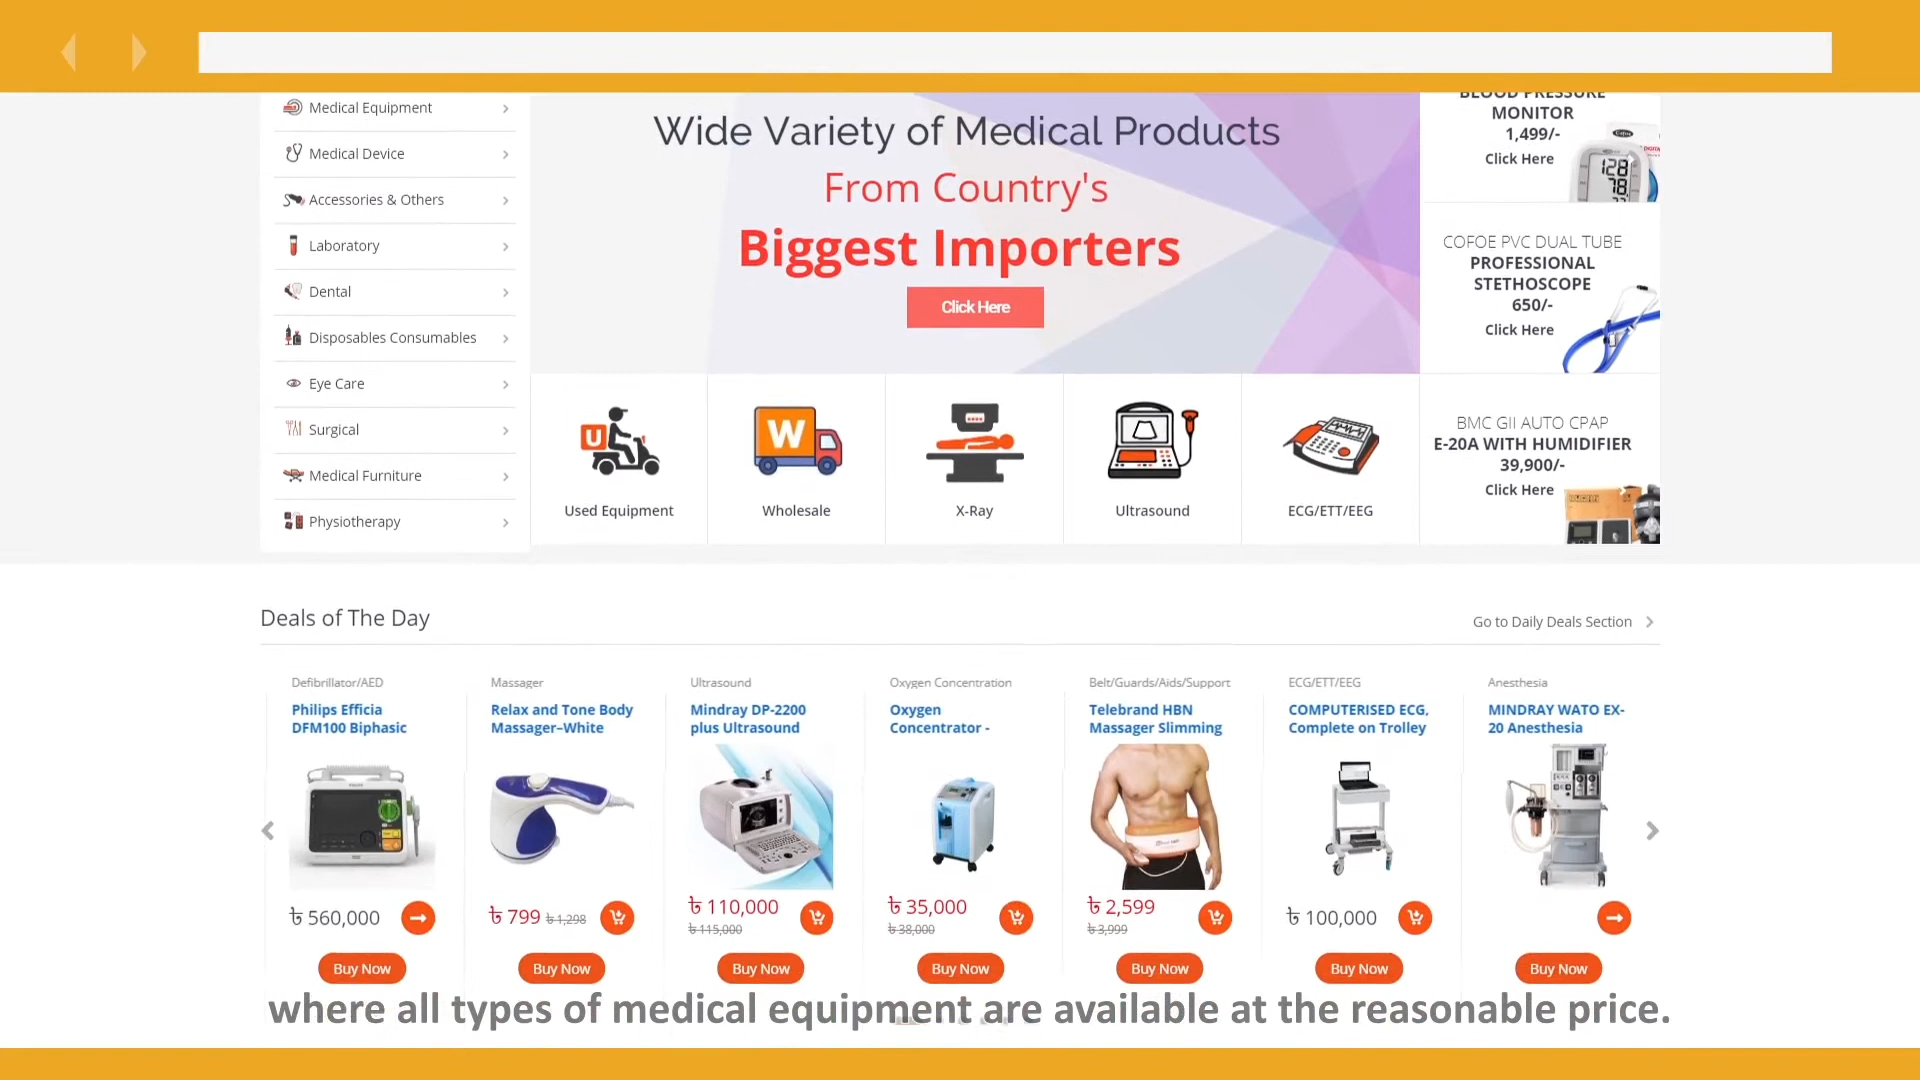 Medical Equipment
Medical Device
Accessories & Others
Laboratory
Dental
Disposables Consumables
Eye Care
Surgical
Medical Furniture
Physiotherapy
Wide Variety of Medical Products
From Country's
Biggest Importers
Click Here
BLOOD PRESSURE
MONITOR
1,499/-
Click Here
COFOE PVC DUAL TUBE
PROFESSIONAL
STETHOSCOPE
650/-
Click Here
BMC GII AUTO CPAP
E-20A WITH HUMIDIFIER
39,900/-
Click Here
U
W
Used Equipment
Wholesale
X-Ray
Ultrasound
ECG/ETT/EEG
Deals of The Day
Go to Daily Deals Section
Defibrillator/AED
Philips Efficia
DFM100 Biphasic
৳ 560,000
Buy Now
Massager
Relax and Tone Body
Massager–White
৳ 799 ৳ 1,298
Buy Now
Ultrasound
Mindray DP-2200
plus Ultrasound
৳ 110,000
৳ 115,000
Buy Now
Oxygen Concentration
Oxygen
Concentrator -
৳ 35,000
৳ 38,000
Buy Now
Belt/Guards/Aids/Support
Telebrand HBN
Massager Slimming
৳ 2,599
৳ 3,999
Buy Now
ECG/ETT/EEG
COMPUTERISED ECG,
Complete on Trolley
৳ 100,000
Buy Now
Anesthesia
MINDRAY WATO EX-
20 Anesthesia
Buy Now
where all types of medical equipment are available at the reasonable price.